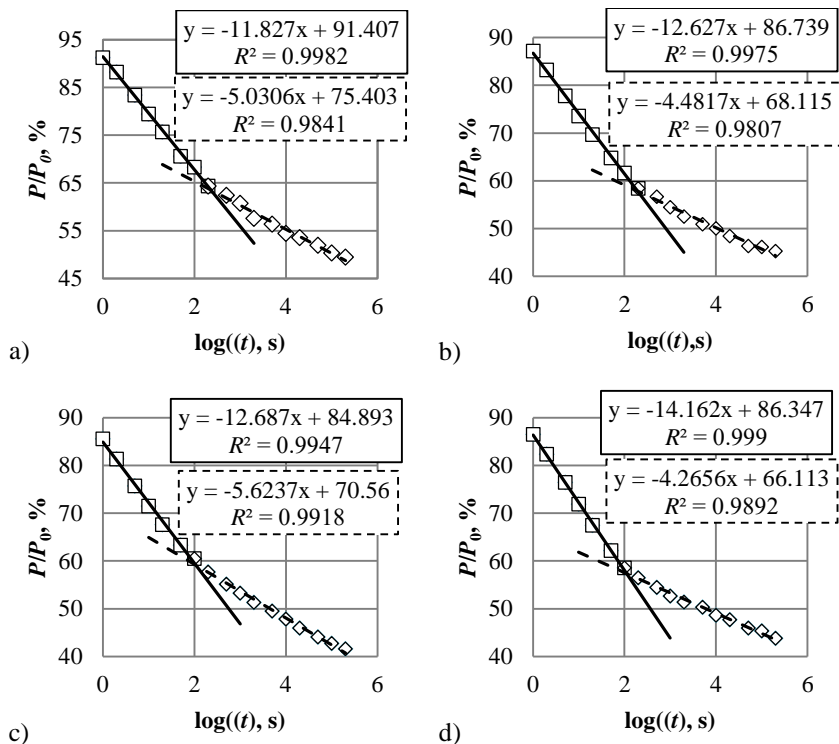 y = -11.827x + 91.407
R² = 0.9982
y = -5.0306x + 75.403
R² = 0.9841
P/P₀, %
95
85
75
65
55
45
0 2 4 6
log((t), s)
a)
y = -12.627x + 86.739
R² = 0.9975
y = -4.4817x + 68.115
R² = 0.9807
P/P₀, %
90
80
70
60
50
40
0 2 4 6
log((t),s)
b)
y = -12.687x + 84.893
R² = 0.9947
y = -5.6237x + 70.56
R² = 0.9918
P/P₀, %
90
80
70
60
50
40
0 2 4 6
log((t), s)
c)
y = -14.162x + 86.347
R² = 0.999
y = -4.2656x + 66.113
R² = 0.9892
P/P₀, %
90
80
70
60
50
40
0 2 4 6
log((t), s)
d)